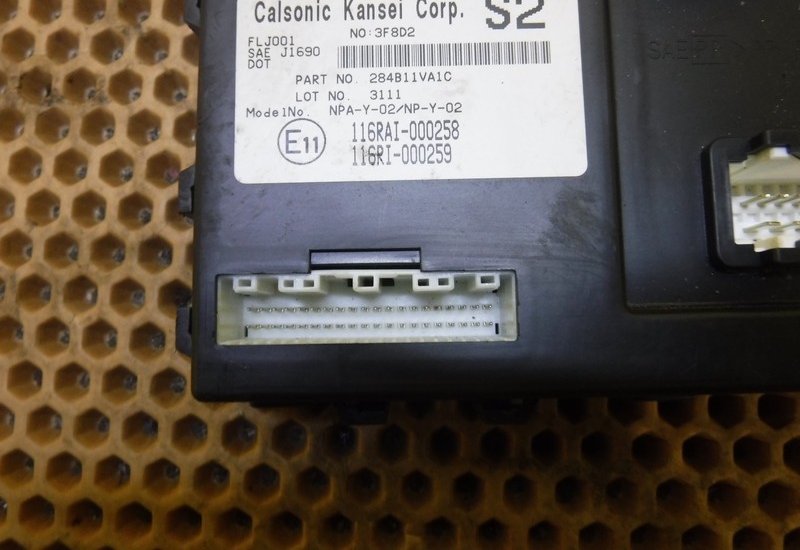 Calsonic Kansei Corp. S2
NO:3F8D2
FLJ001
SAE J1690
DOT
PART NO. 284B11VA1C
LOT NO. 3111
ModelNo. NPA-Y-02/NP-Y-02
E11
116RAI-000258
116RI-000259
SAE